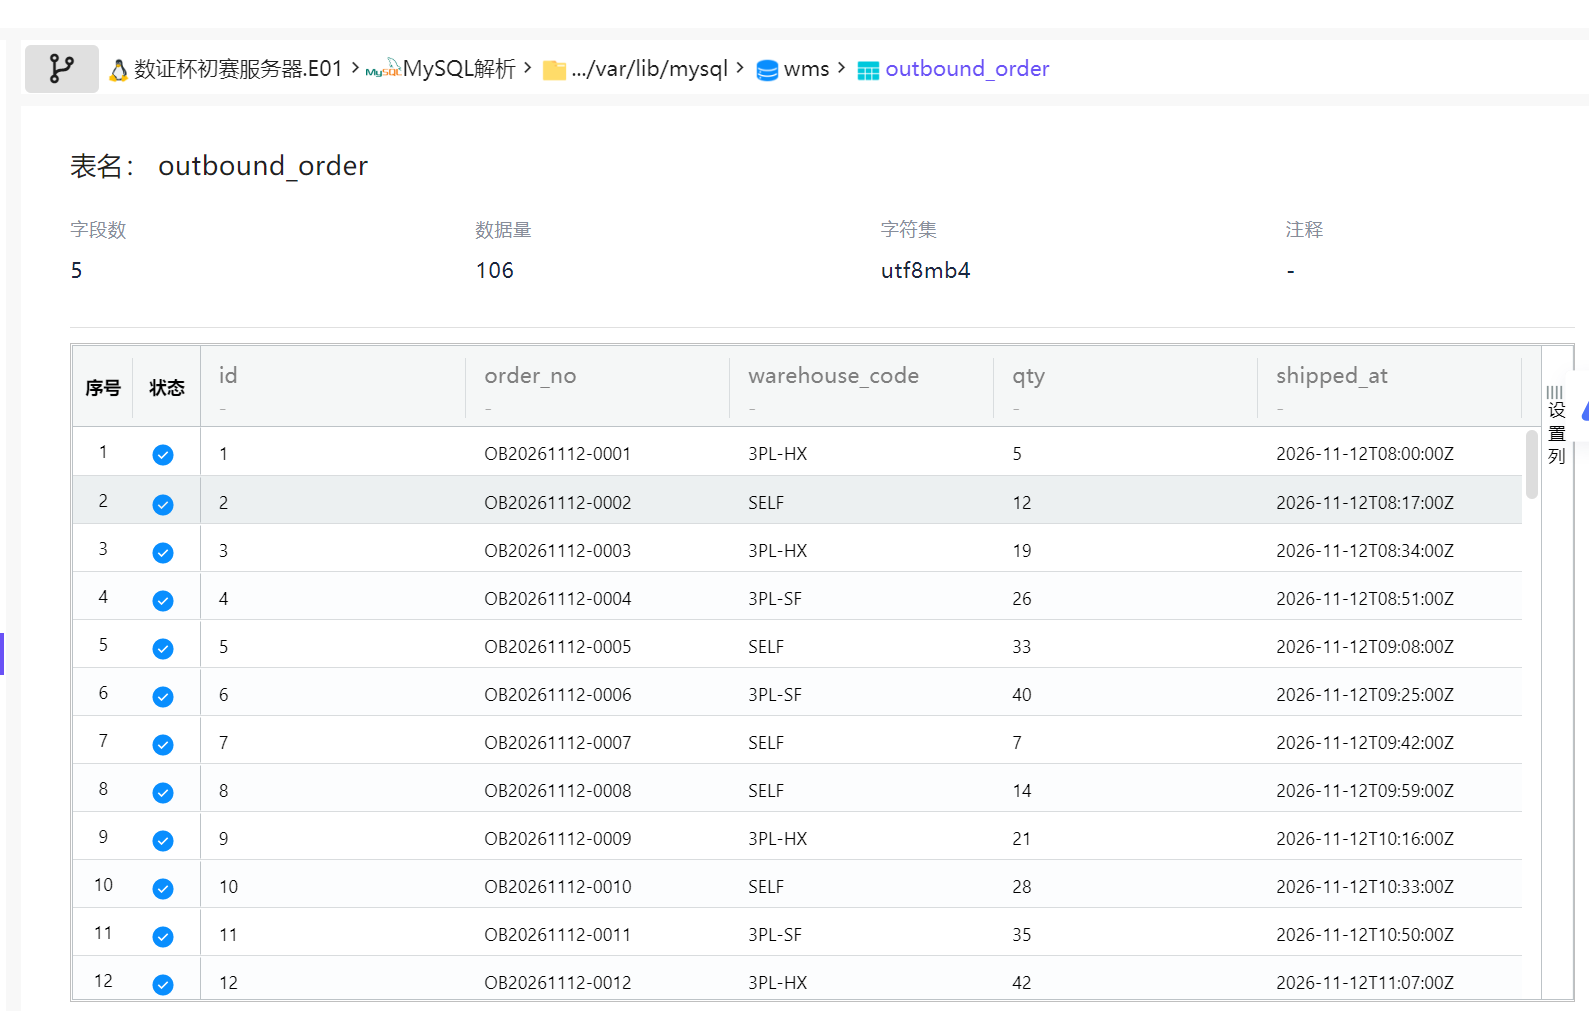 数证杯初赛服务器.E01 > MySQL MySQL解析 > .../var/lib/mysql > wms > outbound_order
表名: outbound_order
字段数 数据量 字符集 注释
5 106 utf8mb4 -
序号 状态 id order_no warehouse_code qty shipped_at
- - - - -
设置列
1 1 OB20261112-0001 3PL-HX 5 2026-11-12T08:00:00Z
2 2 OB20261112-0002 SELF 12 2026-11-12T08:17:00Z
3 3 OB20261112-0003 3PL-HX 19 2026-11-12T08:34:00Z
4 4 OB20261112-0004 3PL-SF 26 2026-11-12T08:51:00Z
5 5 OB20261112-0005 SELF 33 2026-11-12T09:08:00Z
6 6 OB20261112-0006 3PL-SF 40 2026-11-12T09:25:00Z
7 7 OB20261112-0007 SELF 7 2026-11-12T09:42:00Z
8 8 OB20261112-0008 SELF 14 2026-11-12T09:59:00Z
9 9 OB20261112-0009 3PL-HX 21 2026-11-12T10:16:00Z
10 10 OB20261112-0010 SELF 28 2026-11-12T10:33:00Z
11 11 OB20261112-0011 3PL-SF 35 2026-11-12T10:50:00Z
12 12 OB20261112-0012 3PL-HX 42 2026-11-12T11:07:00Z